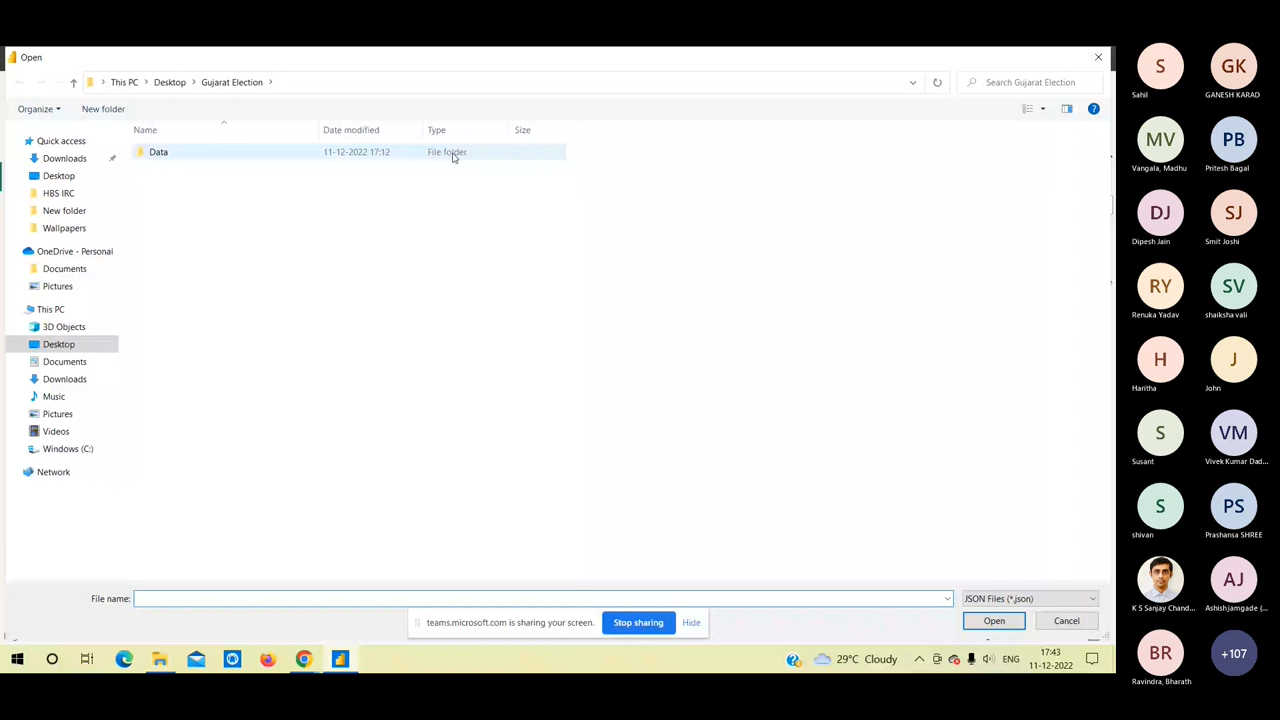 Open
This PC
Desktop
Gujarat Election
Search Gujarat Election
Organize
New folder
Name
Date modified
Type
Size
Data
11-12-2022 17:12
File folder
Quick access
Downloads
Desktop
HBS IRC
New folder
Wallpapers
OneDrive - Personal
Documents
Pictures
This PC
3D Objects
Desktop
Documents
Downloads
Music
Pictures
Videos
Windows (C:)
Network
File name:
JSON Files (*.json)
Open
Cancel
teams.microsoft.com is sharing your screen.
Stop sharing
Hide
29°C Cloudy
ENG
17:43
11-12-2022
S
Sahil
GK
GANESH KARAD
MV
Vangala, Madhu
PB
Pritesh Bagal
DJ
Dipesh Jain
SJ
Smit Joshi
RY
Renuka Yadav
SV
shaiksha vali
H
Haritha
J
John
S
Susant
VM
Vivek Kumar Dad...
S
shivan
PS
Prashansa SHREE
K S Sanjay Chand...
AJ
Ashish jamgade (...
BR
Ravindra, Bharath
+107